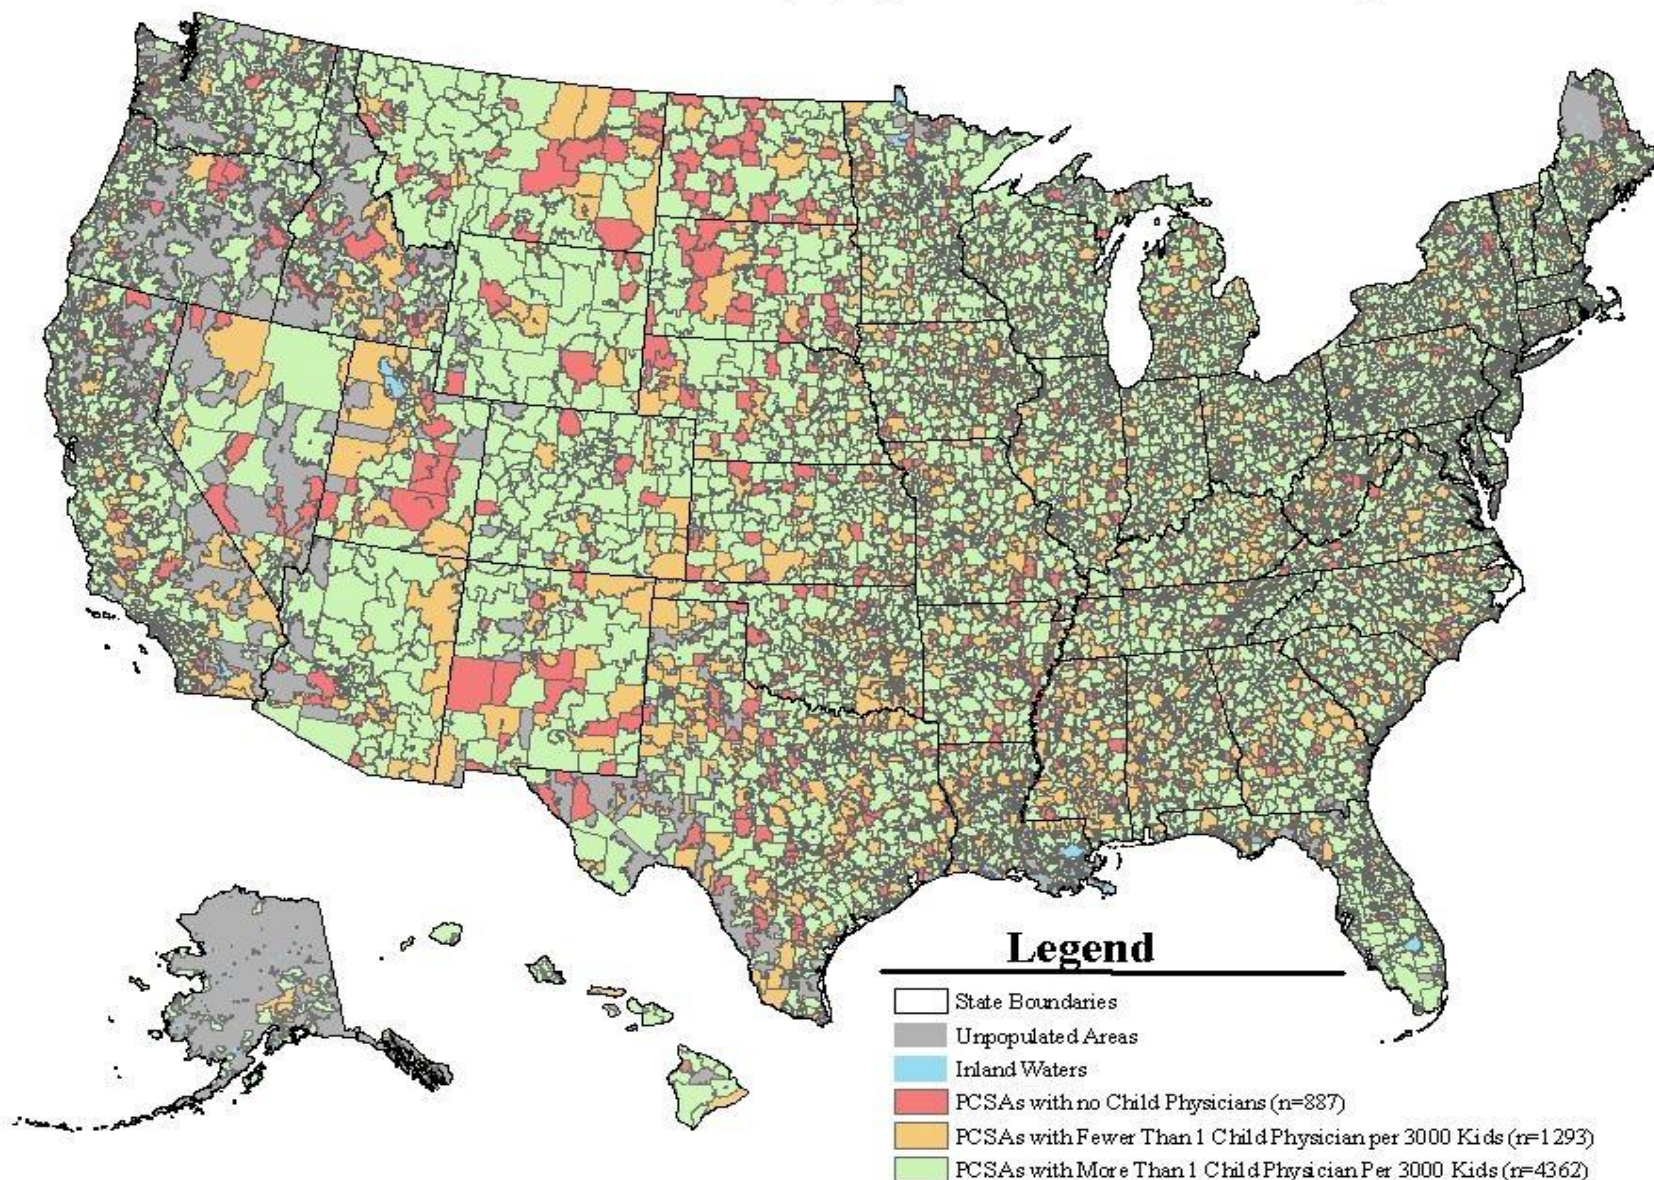 Legend
State Boundaries
Unpopulated Areas
Inland Waters
PCSAs with no Child Physicians (n=887)
PCSAs with Fewer Than 1 Child Physician per 3000 Kids (n=1293)
PCSAs with More Than 1 Child Physician Per 3000 Kids (n=4362)